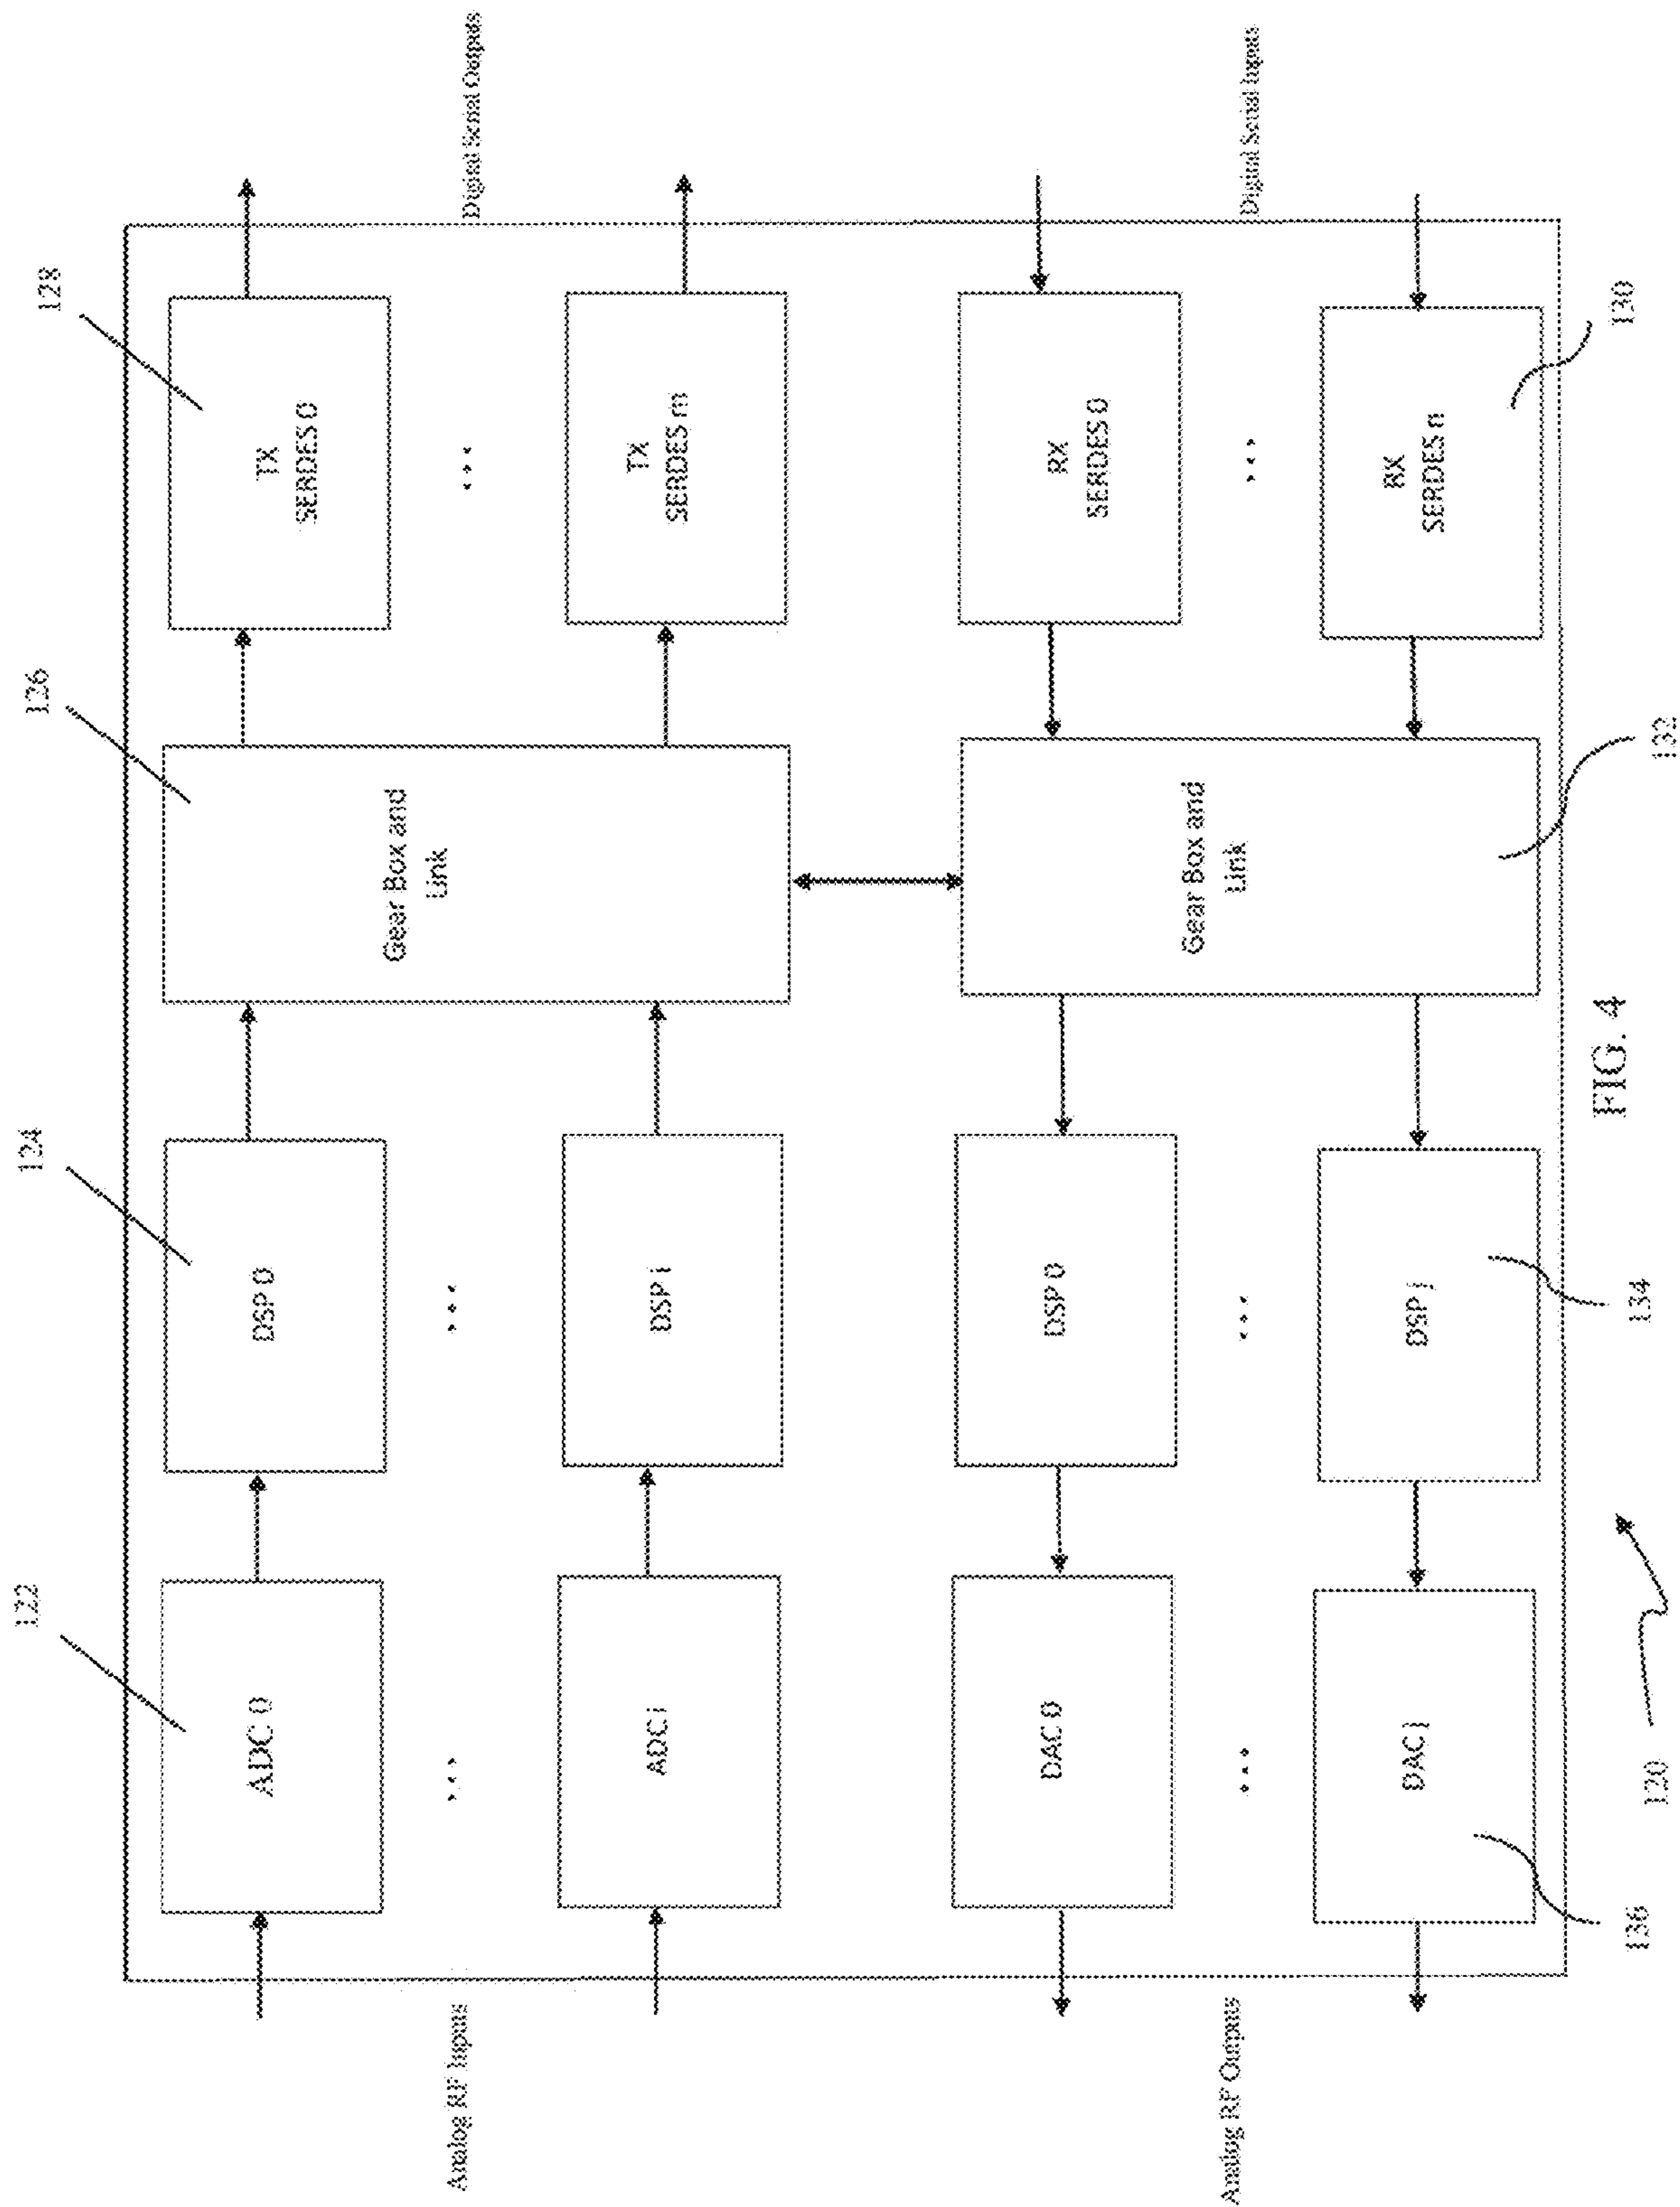 122
124
126
128
Analog RF Inputs
ADC 0
DSP 0
Gear Box and
Link
TX
SERDES 0
Digital Serial Outputs
...
...
...
ADC i
DSP i
TX
SERDES m
DAC 0
DSP 0
Gear Box and
Link
RX
SERDES 0
Analog RF Outputs
...
...
...
Digital Serial Inputs
DAC j
DSP j
RX
SERDES n
136
134
132
130
120
FIG. 4